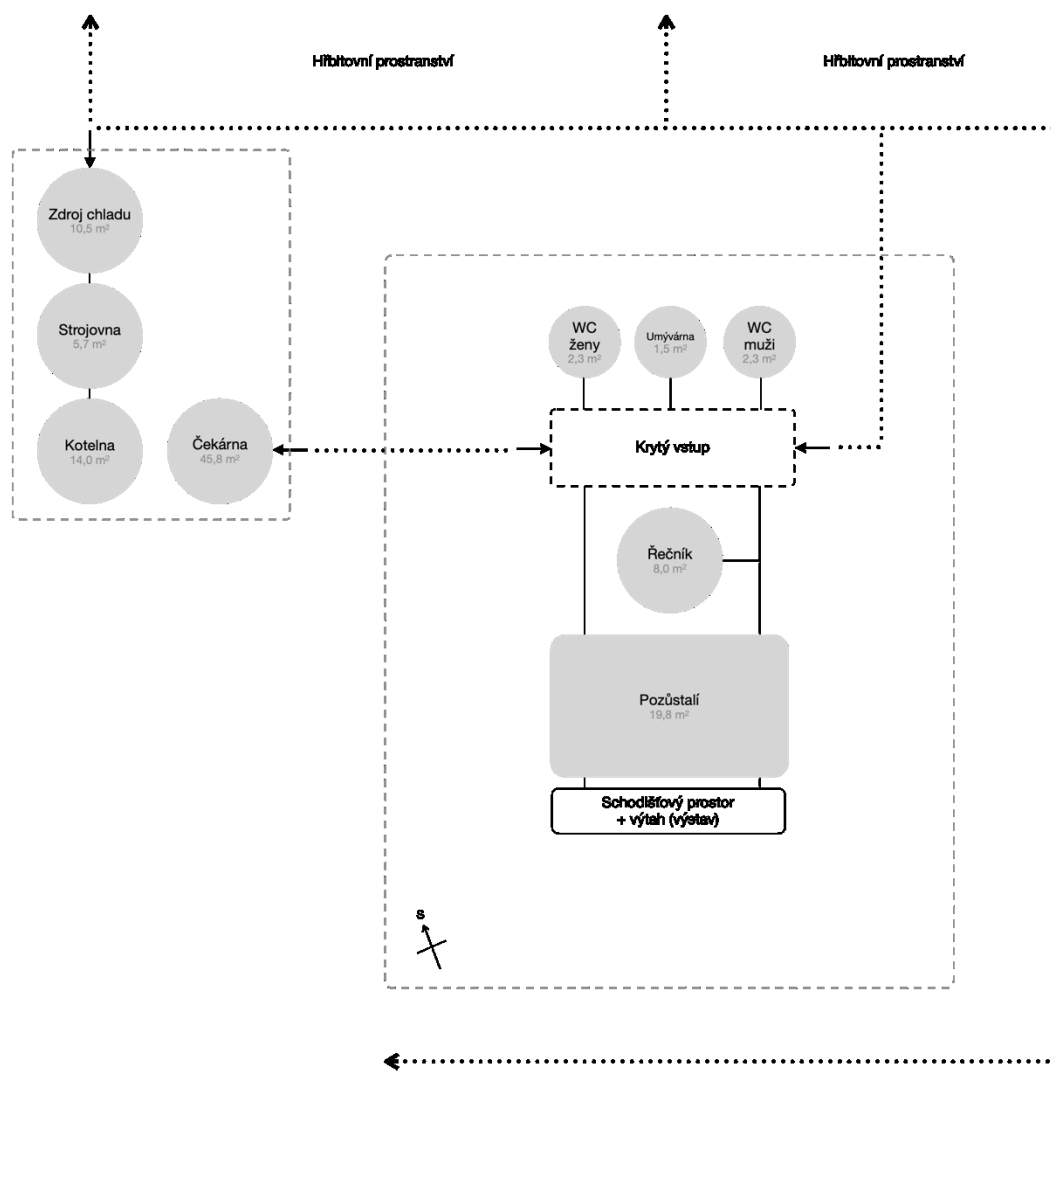 Hřbitovní prostranství
Hřbitovní prostranství
Zdroj chladu
10,5 m²
Strojovna
5,7 m²
Kotelna
14,0 m²
Čekárna
45,8 m²
WC
ženy
2,3 m²
Umývárna
1,5 m²
WC
muži
2,3 m²
Krytý vstup
Řečník
8,0 m²
Pozůstalí
19,8 m²
Schodišťový prostor
+ výtah (výstav)
S